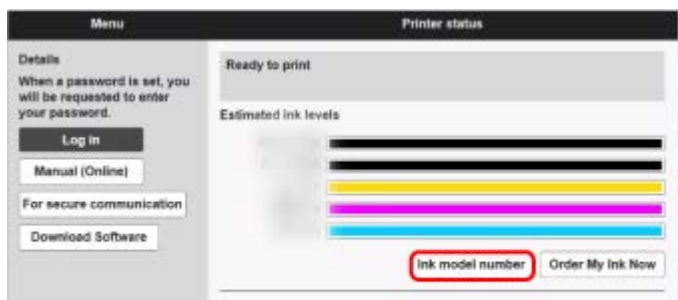 Menu
Printer status
Details
When a password is set, you
will be requested to enter
your password.
Log in
Manual (Online)
For secure communication
Download Software
Ready to print
Estimated ink levels
Ink model number
Order My Ink Now